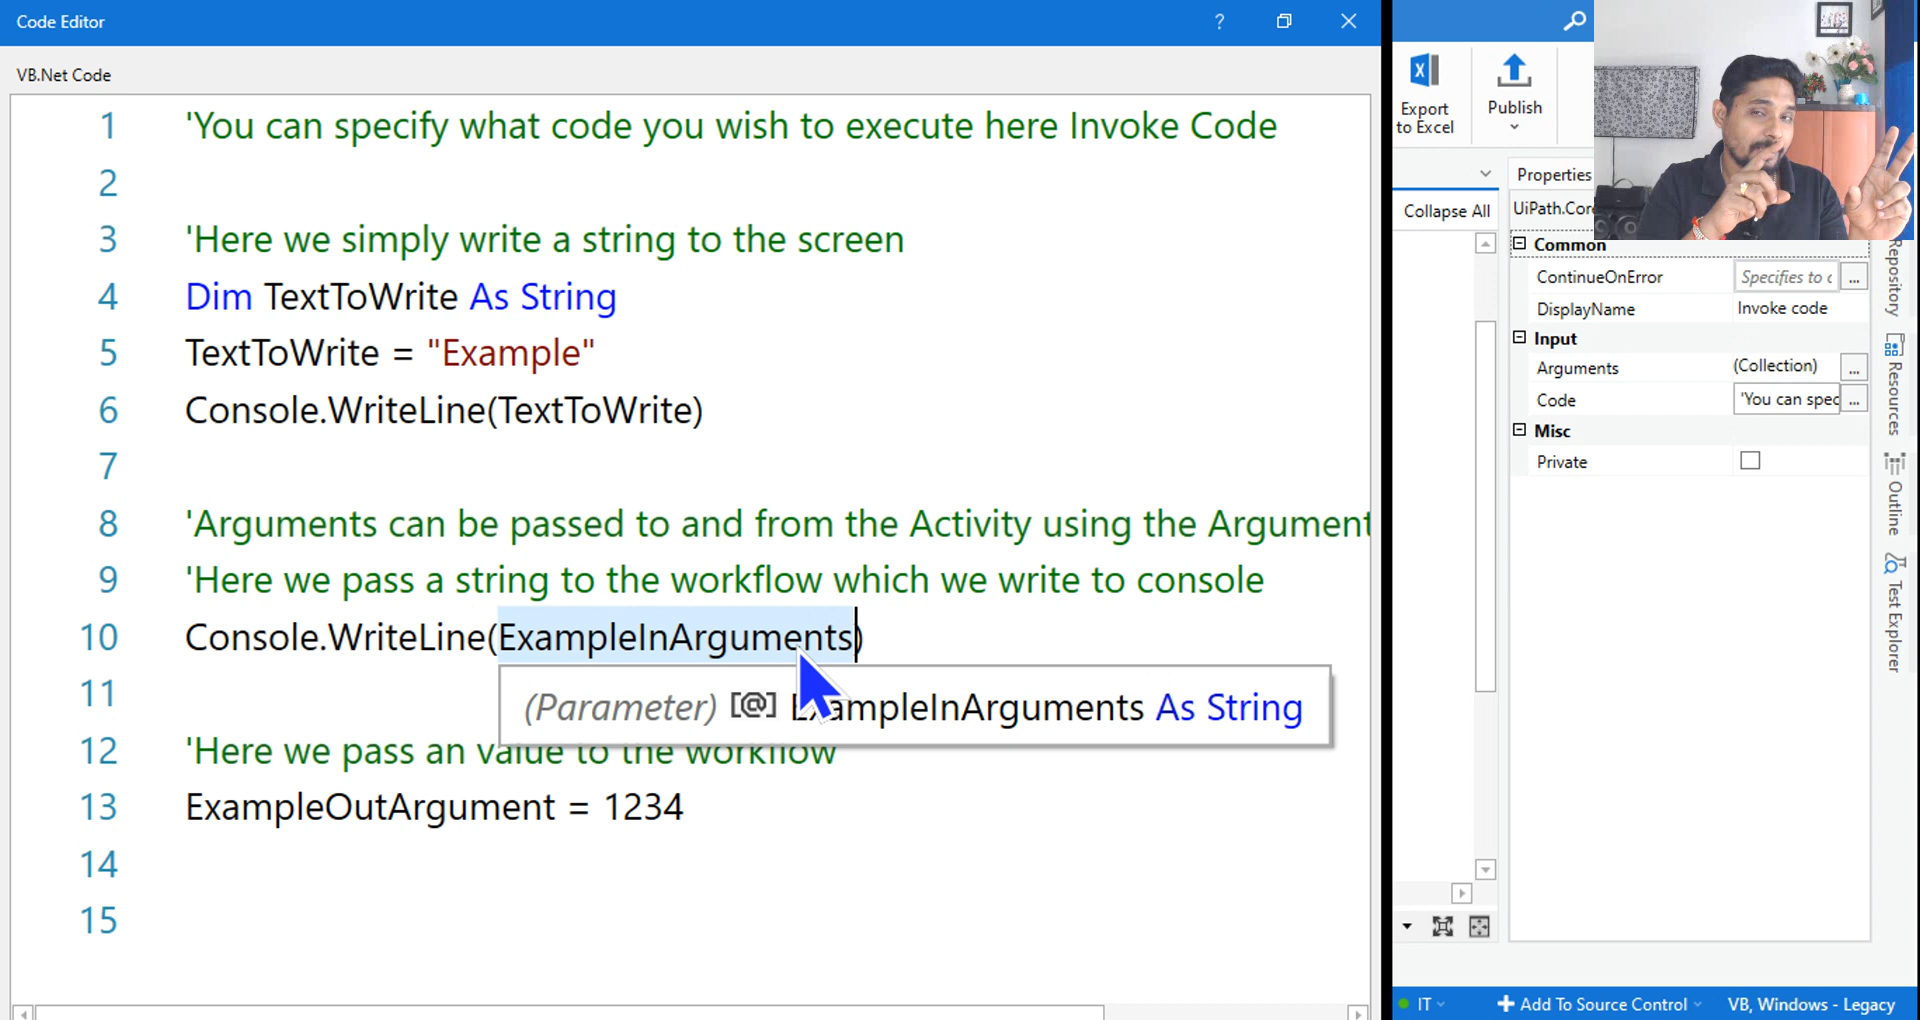 Code Editor
?
VB.Net Code
1 'You can specify what code you wish to execute here Invoke Code
2
3 'Here we simply write a string to the screen
4 Dim TextToWrite As String
5 TextToWrite = "Example"
6 Console.WriteLine(TextToWrite)
7
8 'Arguments can be passed to and from the Activity using the Argument
9 'Here we pass a string to the workflow which we write to console
10 Console.WriteLine(ExampleInArguments)
(Parameter) [@] ExampleInArguments As String
11
12 'Here we pass an value to the workflow
13 ExampleOutArgument = 1234
14
15
Export
to Excel
Publish
Properties
Collapse All
UiPath.Core
Common
ContinueOnError Specifies to c ...
DisplayName Invoke code
Input
Arguments (Collection) ...
Code 'You can spec ...
Misc
Private
Repository
Resources
Outline
Test Explorer
IT
Add To Source Control
VB, Windows - Legacy